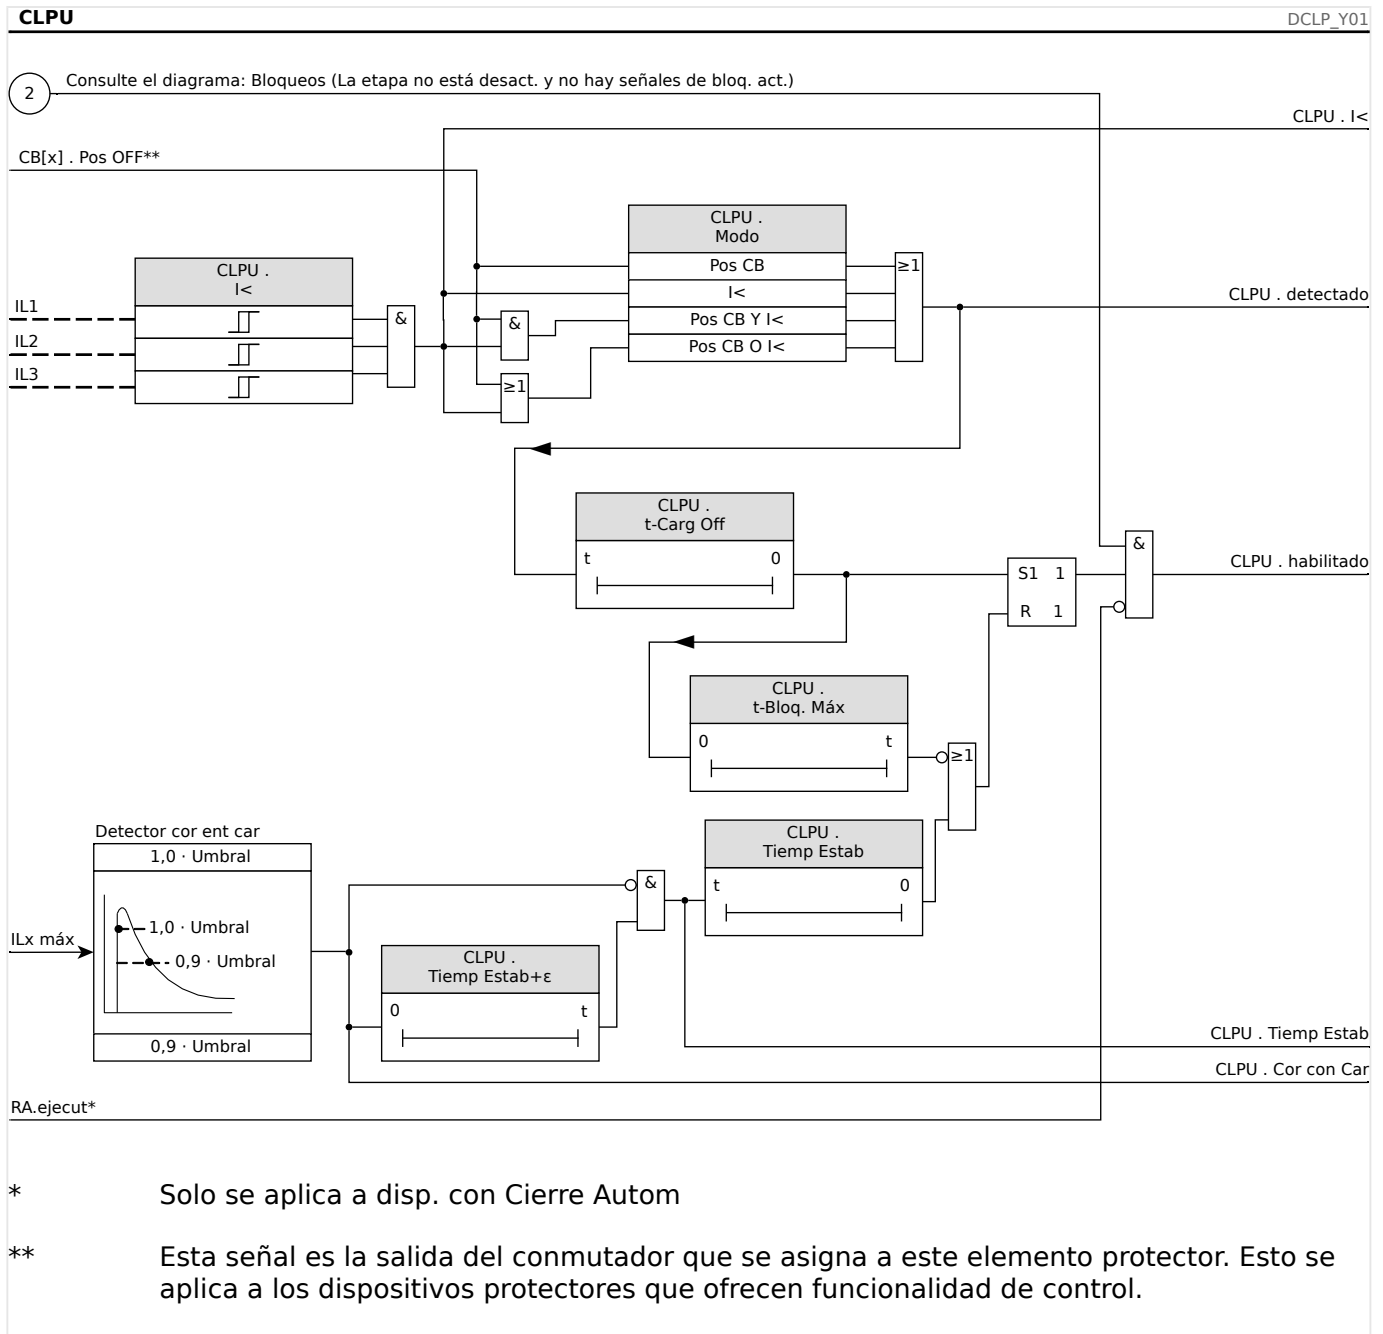 CLPU
DCLP_Y01
Consulte el diagrama: Bloqueos (La etapa no está desact. y no hay señales de bloq. act.)
2
CLPU . I<
CB[x] . Pos OFF**
CLPU .
Modo
Pos CB
I<
Pos CB Y I<
Pos CB O I<
≥1
CLPU . detectado
CLPU .
I<
IL1
IL2
IL3
&
&
≥1
CLPU .
t-Carg Off
t 0
&
S1 1
R 1
CLPU . habilitado
CLPU .
t-Bloq. Máx
0 t
≥1
Detector cor ent car
1,0 · Umbral
1,0 · Umbral
0,9 · Umbral
0,9 · Umbral
ILx máx
CLPU .
Tiemp Estab
t 0
&
CLPU .
Tiemp Estab+ε
0 t
CLPU . Tiemp Estab
CLPU . Cor con Car
RA.ejecut*
* Solo se aplica a disp. con Cierre Autom
** Esta señal es la salida del conmutador que se asigna a este elemento protector. Esto se
aplica a los dispositivos protectores que ofrecen funcionalidad de control.